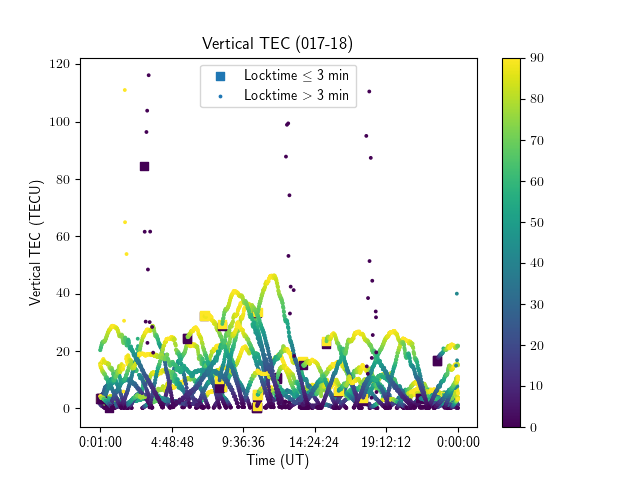 Vertical TEC (017-18)
Locktime ≤ 3 min
Locktime > 3 min
Vertical TEC (TECU)
120
100
80
60
40
20
0
0:01:00 4:48:48 9:36:36 14:24:24 19:12:12 0:00:00
Time (UT)
90
80
70
60
50
40
30
20
10
0